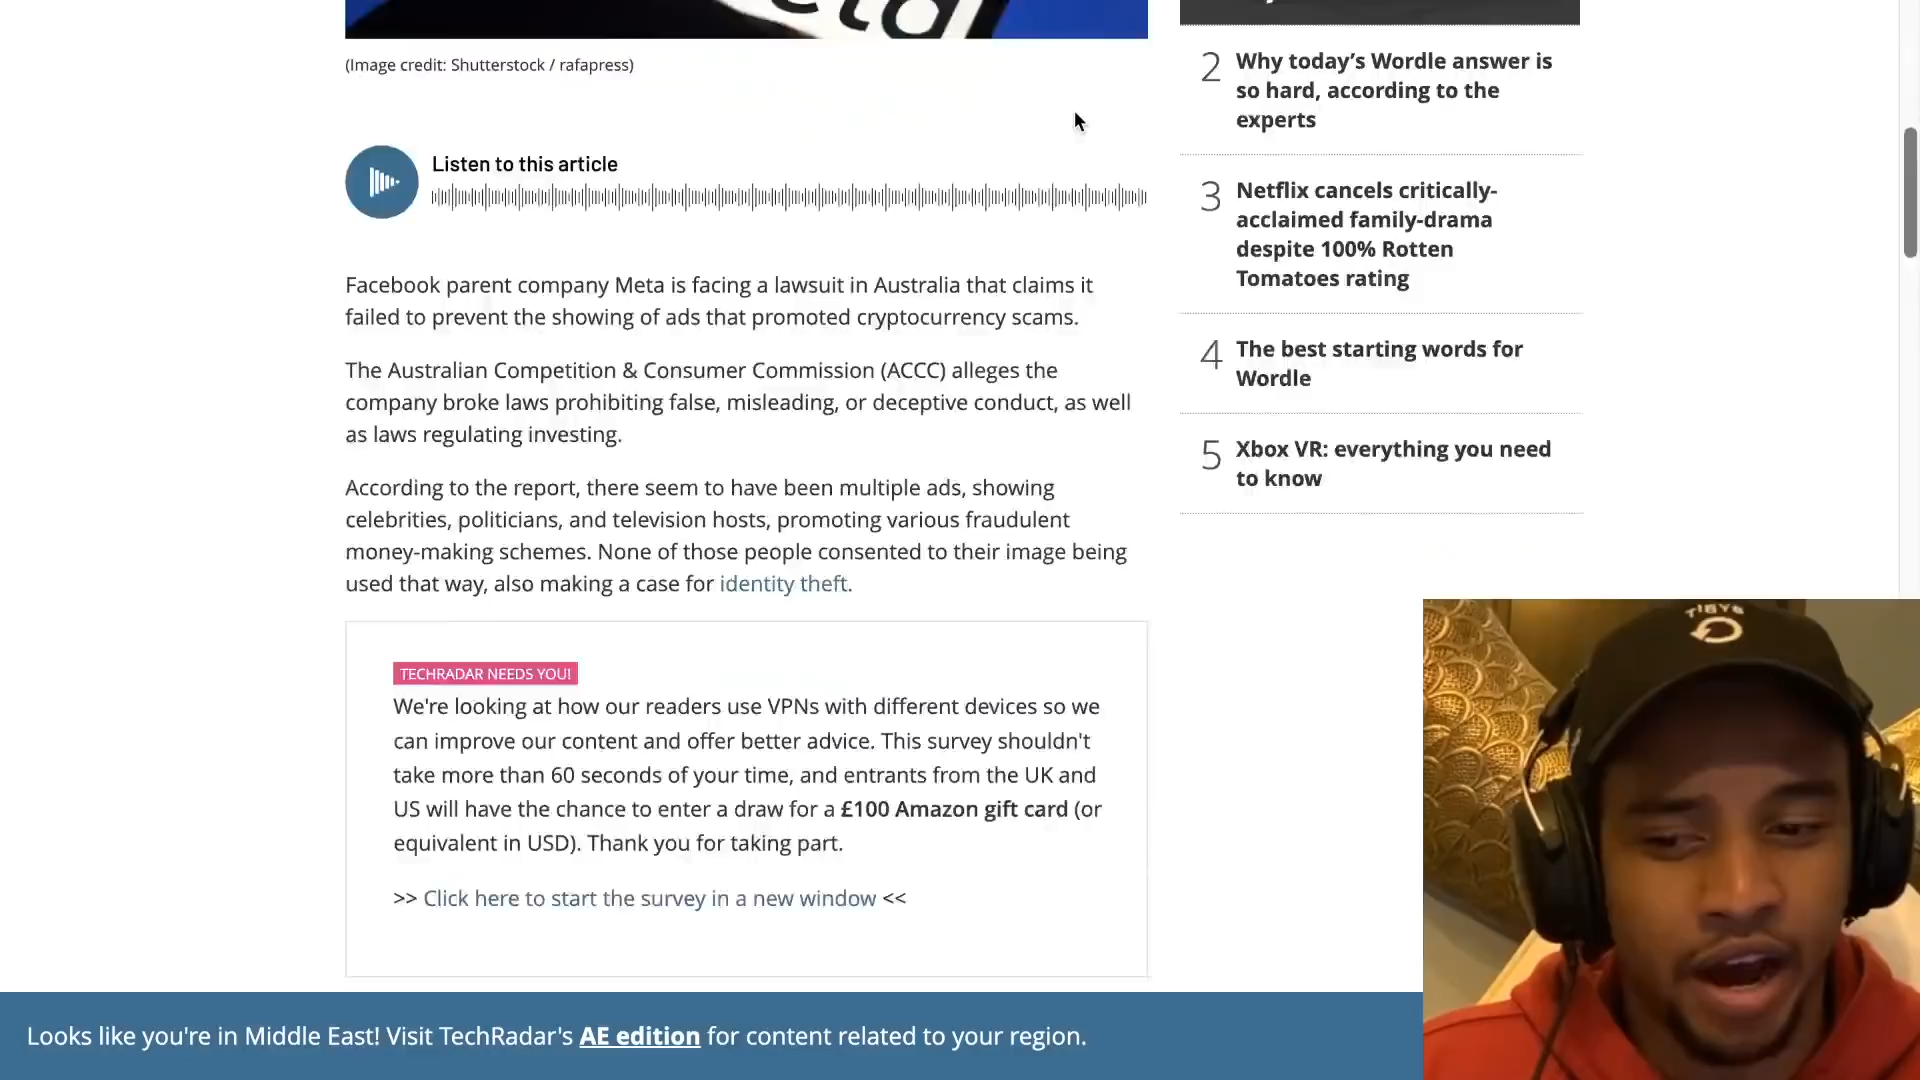 eta
(Image credit: Shutterstock / rafapress)
Listen to this article
Facebook parent company Meta is facing a lawsuit in Australia that claims it
failed to prevent the showing of ads that promoted cryptocurrency scams.
The Australian Competition & Consumer Commission (ACCC) alleges the
company broke laws prohibiting false, misleading, or deceptive conduct, as well
as laws regulating investing.
According to the report, there seem to have been multiple ads, showing
celebrities, politicians, and television hosts, promoting various fraudulent
money-making schemes. None of those people consented to their image being
used that way, also making a case for identity theft.
TECHRADAR NEEDS YOU!
We're looking at how our readers use VPNs with different devices so we
can improve our content and offer better advice. This survey shouldn't
take more than 60 seconds of your time, and entrants from the UK and
US will have the chance to enter a draw for a £100 Amazon gift card (or
equivalent in USD). Thank you for taking part.
>> Click here to start the survey in a new window <<
2 Why today’s Wordle answer is
so hard, according to the
experts
3 Netflix cancels critically-
acclaimed family-drama
despite 100% Rotten
Tomatoes rating
4 The best starting words for
Wordle
5 Xbox VR: everything you need
to know
Looks like you're in Middle East! Visit TechRadar's AE edition for content related to your region.